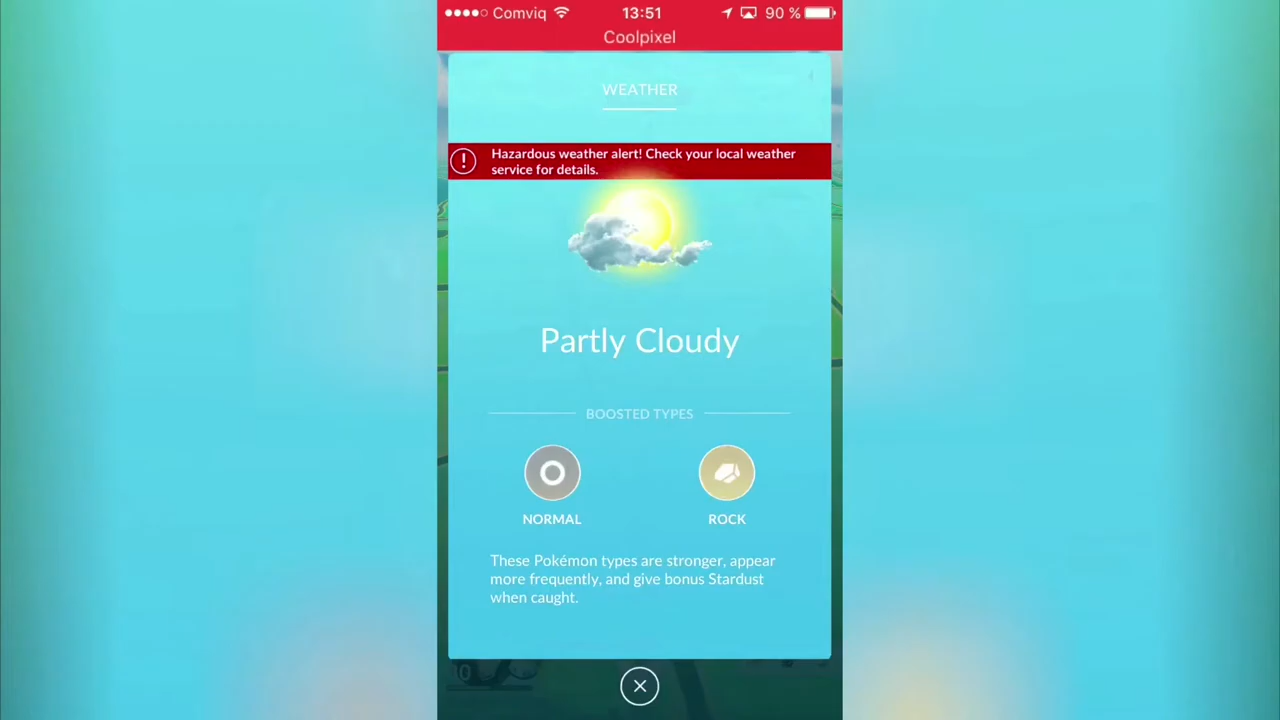 Comviq 13:51 90 %
Coolpixel
WEATHER
Hazardous weather alert! Check your local weather
service for details.
Partly Cloudy
BOOSTED TYPES
NORMAL ROCK
These Pokémon types are stronger, appear
more frequently, and give bonus Stardust
when caught.